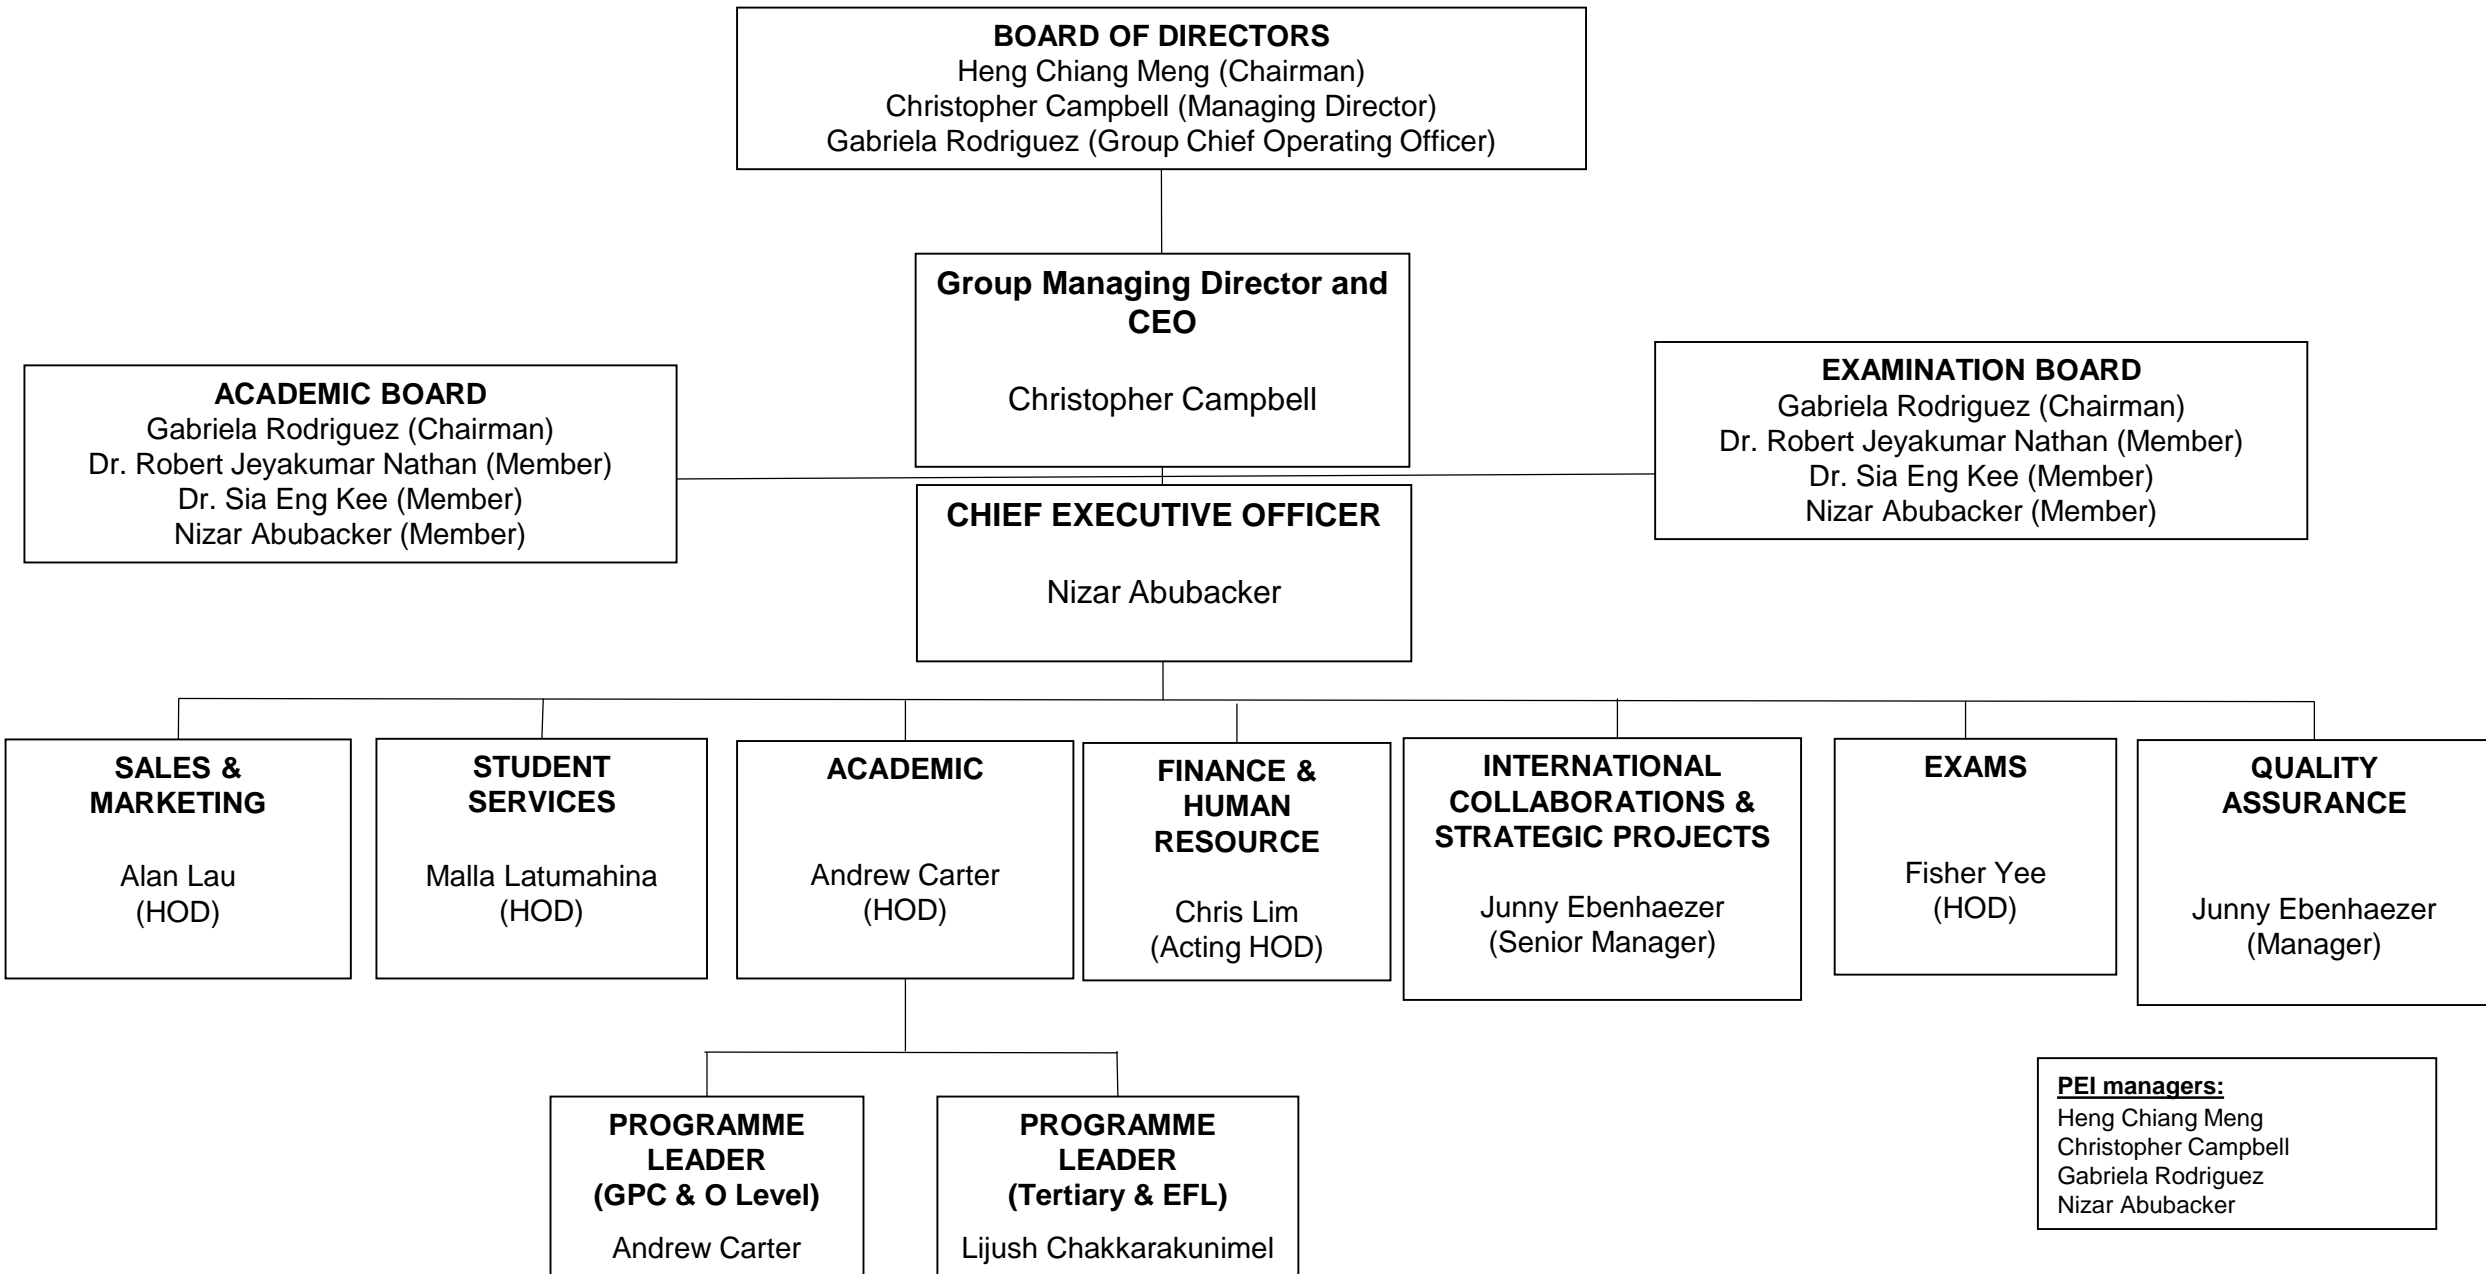 BOARD OF DIRECTORS
Heng Chiang Meng (Chairman)
Christopher Campbell (Managing Director)
Gabriela Rodriguez (Group Chief Operating Officer)
Group Managing Director and
CEO
Christopher Campbell
ACADEMIC BOARD
Gabriela Rodriguez (Chairman)
Dr. Robert Jeyakumar Nathan (Member)
Dr. Sia Eng Kee (Member)
Nizar Abubacker (Member)
EXAMINATION BOARD
Gabriela Rodriguez (Chairman)
Dr. Robert Jeyakumar Nathan (Member)
Dr. Sia Eng Kee (Member)
Nizar Abubacker (Member)
CHIEF EXECUTIVE OFFICER
Nizar Abubacker
SALES &
MARKETING
Alan Lau
(HOD)
STUDENT
SERVICES
Malla Latumahina
(HOD)
ACADEMIC
Andrew Carter
(HOD)
FINANCE &
HUMAN
RESOURCE
Chris Lim
(Acting HOD)
INTERNATIONAL
COLLABORATIONS &
STRATEGIC PROJECTS
Junny Ebenhaezer
(Senior Manager)
EXAMS
Fisher Yee
(HOD)
QUALITY
ASSURANCE
Junny Ebenhaezer
(Manager)
PROGRAMME
LEADER
(GPC & O Level)
Andrew Carter
PROGRAMME
LEADER
(Tertiary & EFL)
Lijush Chakkarakunimel
PEI managers:
Heng Chiang Meng
Christopher Campbell
Gabriela Rodriguez
Nizar Abubacker